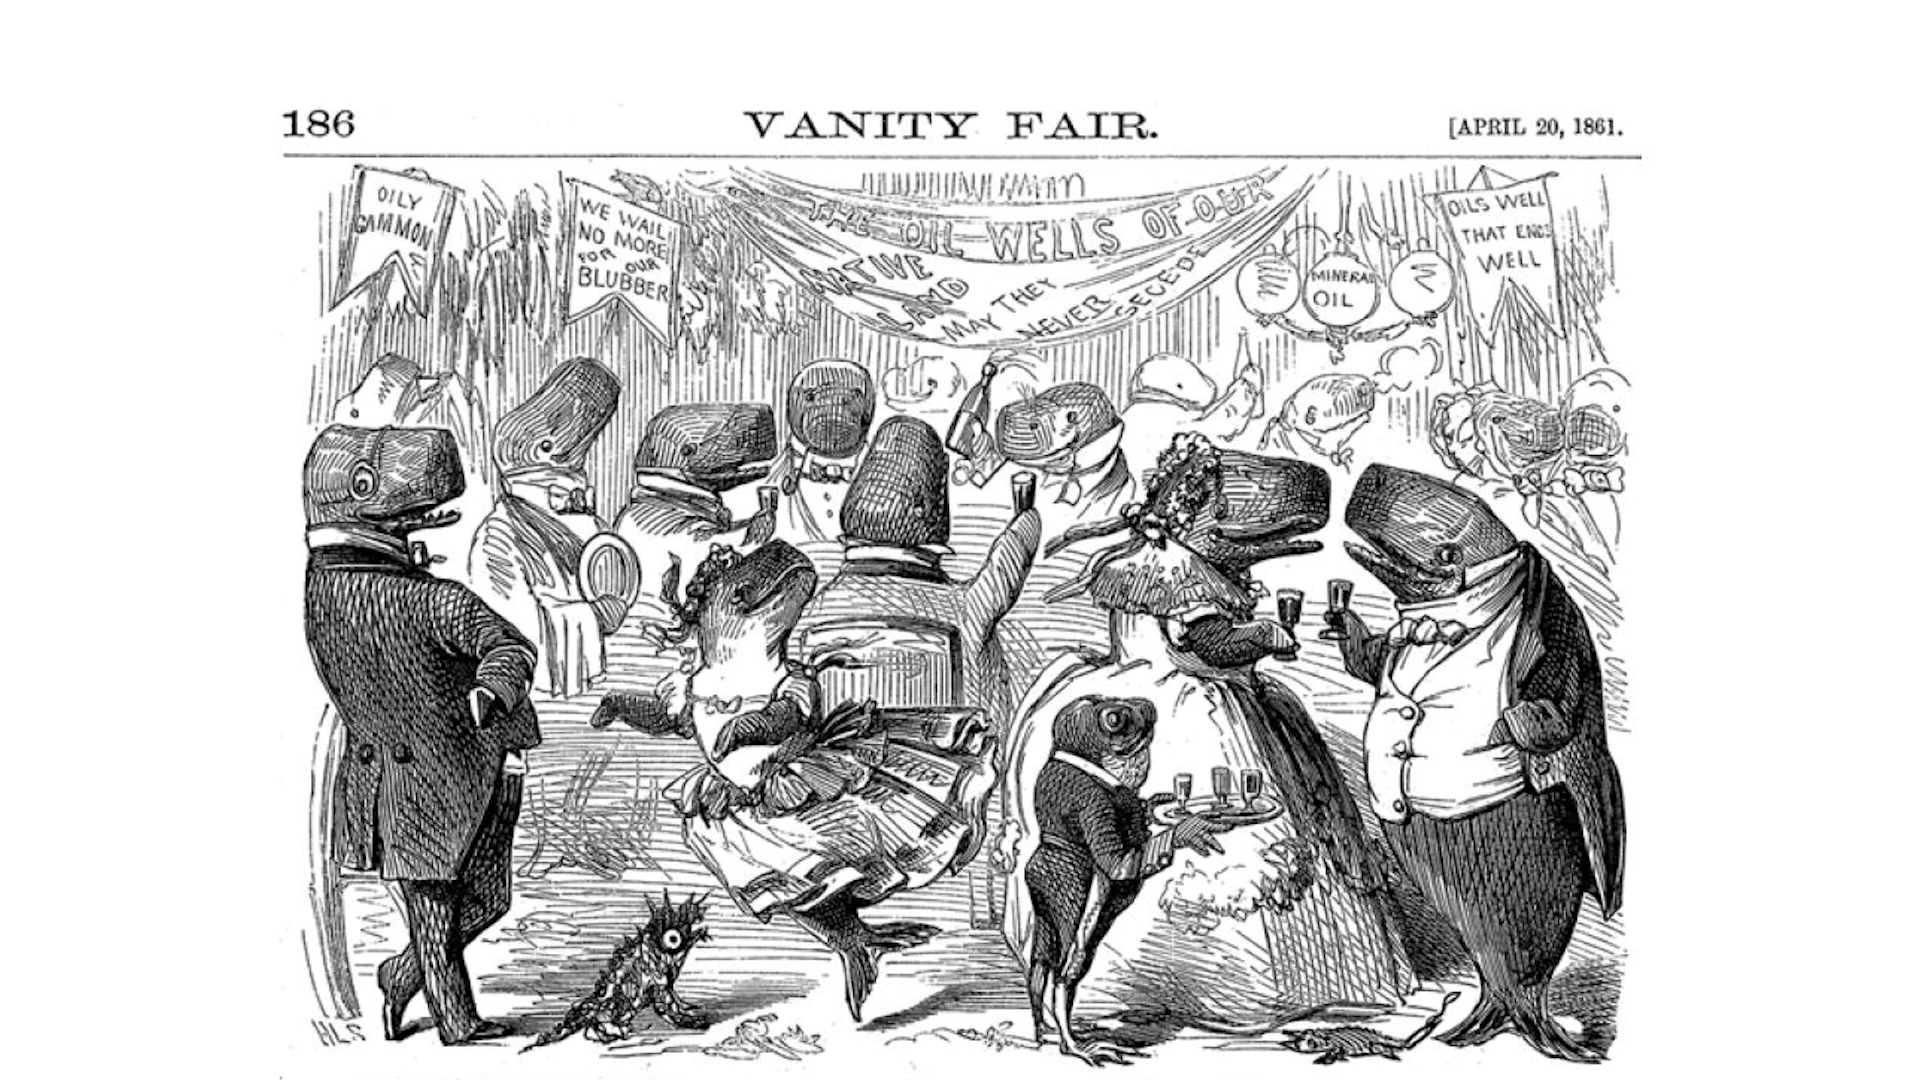 186
VANITY FAIR.
[APRIL 20, 1861.
OILY
GAMMON
WE WAIL
NO MORE
FOR OUR
BLUBBER
THE OIL WELLS OF OUR
NATIVE
LAND
MAY THEY
NEVER
SECEDE
MINERAL
OIL
OILS WELL
THAT ENDS
WELL
HLS